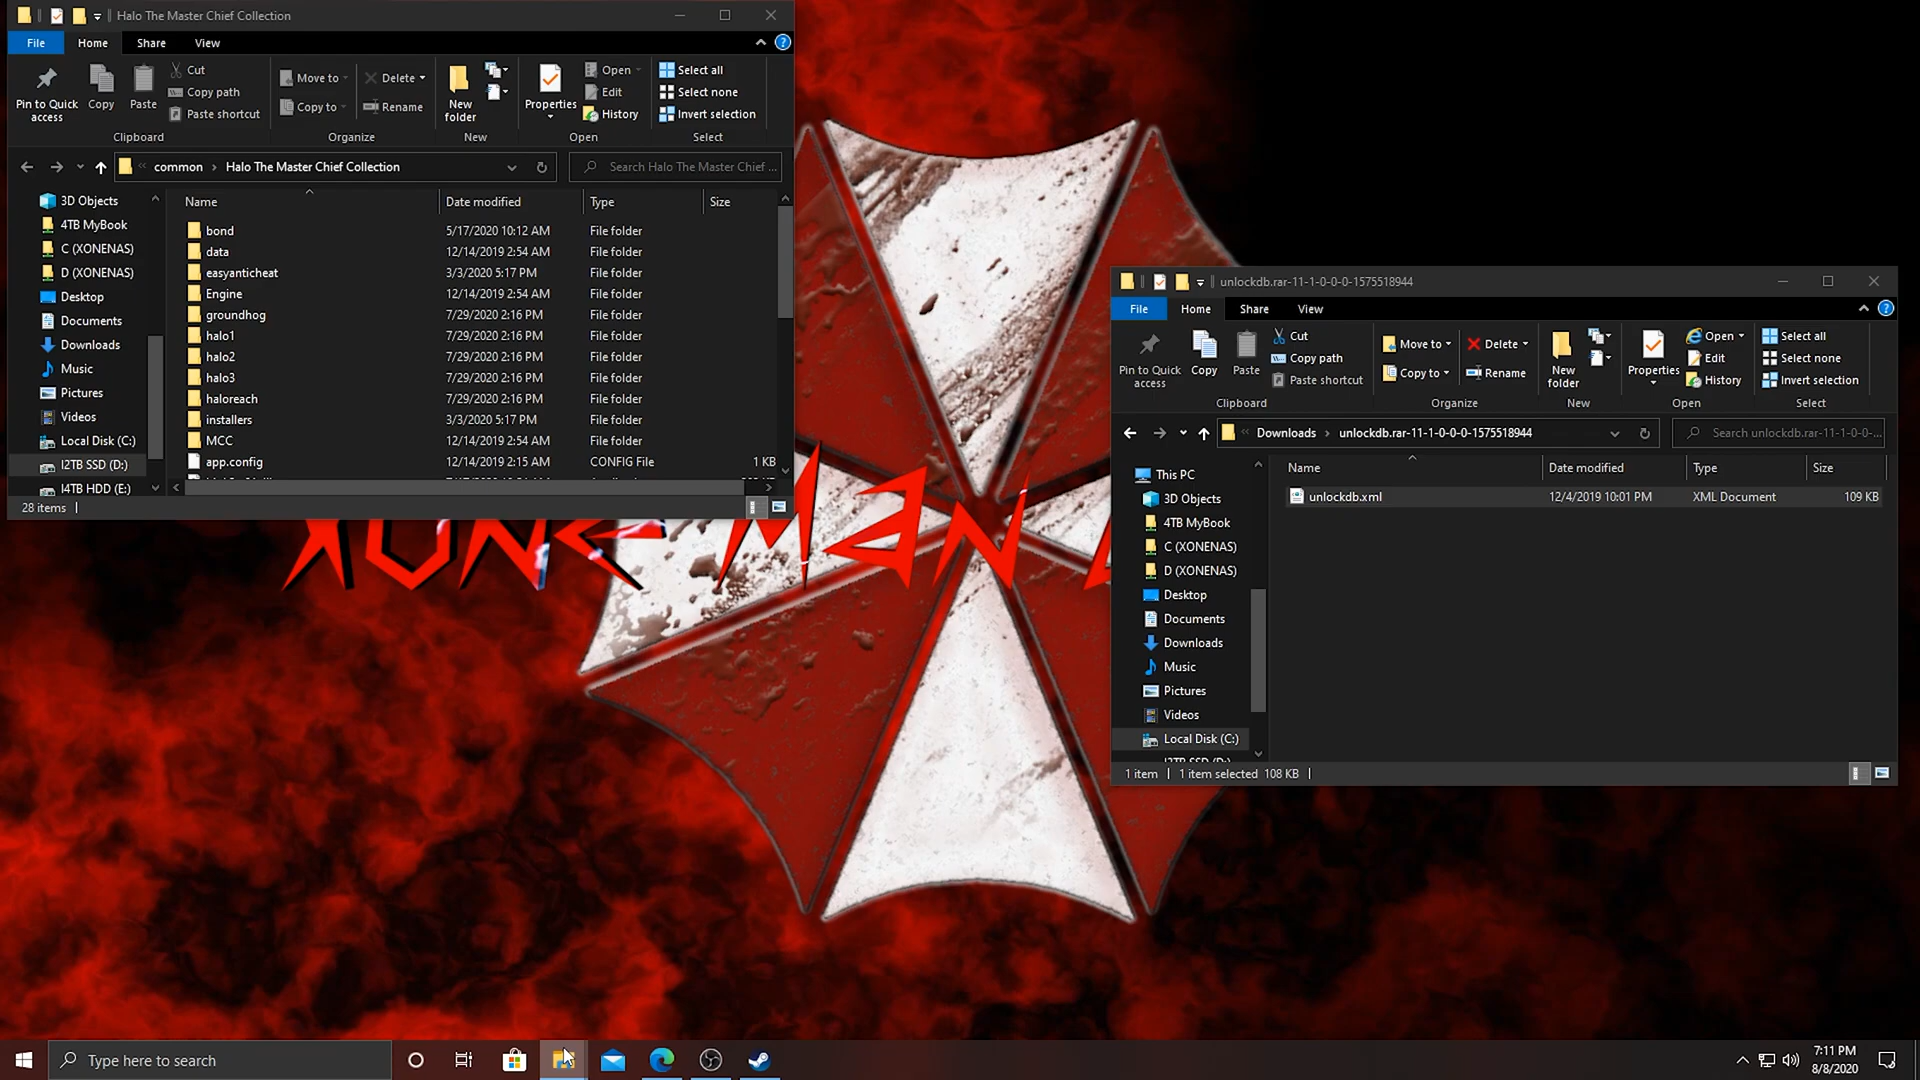 Halo The Master Chief Collection
File
Home
Share
View
Pin to Quick access
Copy
Paste
Cut
Copy path
Paste shortcut
Clipboard
Move to
Copy to
Delete
Rename
Organize
New folder
New
Properties
Open
Edit
History
Open
Select all
Select none
Invert selection
Select
common › Halo The Master Chief Collection
Search Halo The Master Chief ...
3D Objects
4TB MyBook
C (XONENAS)
D (XONENAS)
Desktop
Documents
Downloads
Music
Pictures
Videos
Local Disk (C:)
I2TB SSD (D:)
I4TB HDD (E:)
Name Date modified Type Size
bond 5/17/2020 10:12 AM File folder
data 12/14/2019 2:54 AM File folder
easyanticheat 3/3/2020 5:17 PM File folder
Engine 12/14/2019 2:54 AM File folder
groundhog 7/29/2020 2:16 PM File folder
halo1 7/29/2020 2:16 PM File folder
halo2 7/29/2020 2:16 PM File folder
halo3 7/29/2020 2:16 PM File folder
haloreach 7/29/2020 2:16 PM File folder
installers 3/3/2020 5:17 PM File folder
MCC 12/14/2019 2:54 AM File folder
app.config 12/14/2019 2:15 AM CONFIG File 1 KB
28 items
XONE MaN
unlockdb.rar-11-1-0-0-0-1575518944
File
Home
Share
View
Pin to Quick access
Copy
Paste
Cut
Copy path
Paste shortcut
Clipboard
Move to
Copy to
Delete
Rename
Organize
New folder
New
Properties
Open
Edit
History
Open
Select all
Select none
Invert selection
Select
Downloads › unlockdb.rar-11-1-0-0-0-1575518944
Search unlockdb.rar-11-1-0-0-...
This PC
3D Objects
4TB MyBook
C (XONENAS)
D (XONENAS)
Desktop
Documents
Downloads
Music
Pictures
Videos
Local Disk (C:)
Name Date modified Type Size
unlockdb.xml 12/4/2019 10:01 PM XML Document 109 KB
1 item 1 item selected 108 KB
Type here to search
7:11 PM
8/8/2020